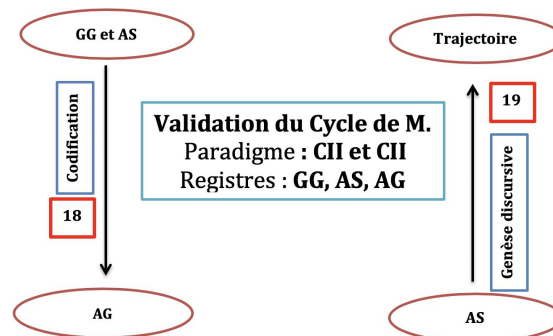 GG et AS
Trajectoire
Codification
18
Validation du Cycle de M.
Paradigme : CII et CII
Registres : GG, AS, AG
19
Genèse discursive
AG
AS